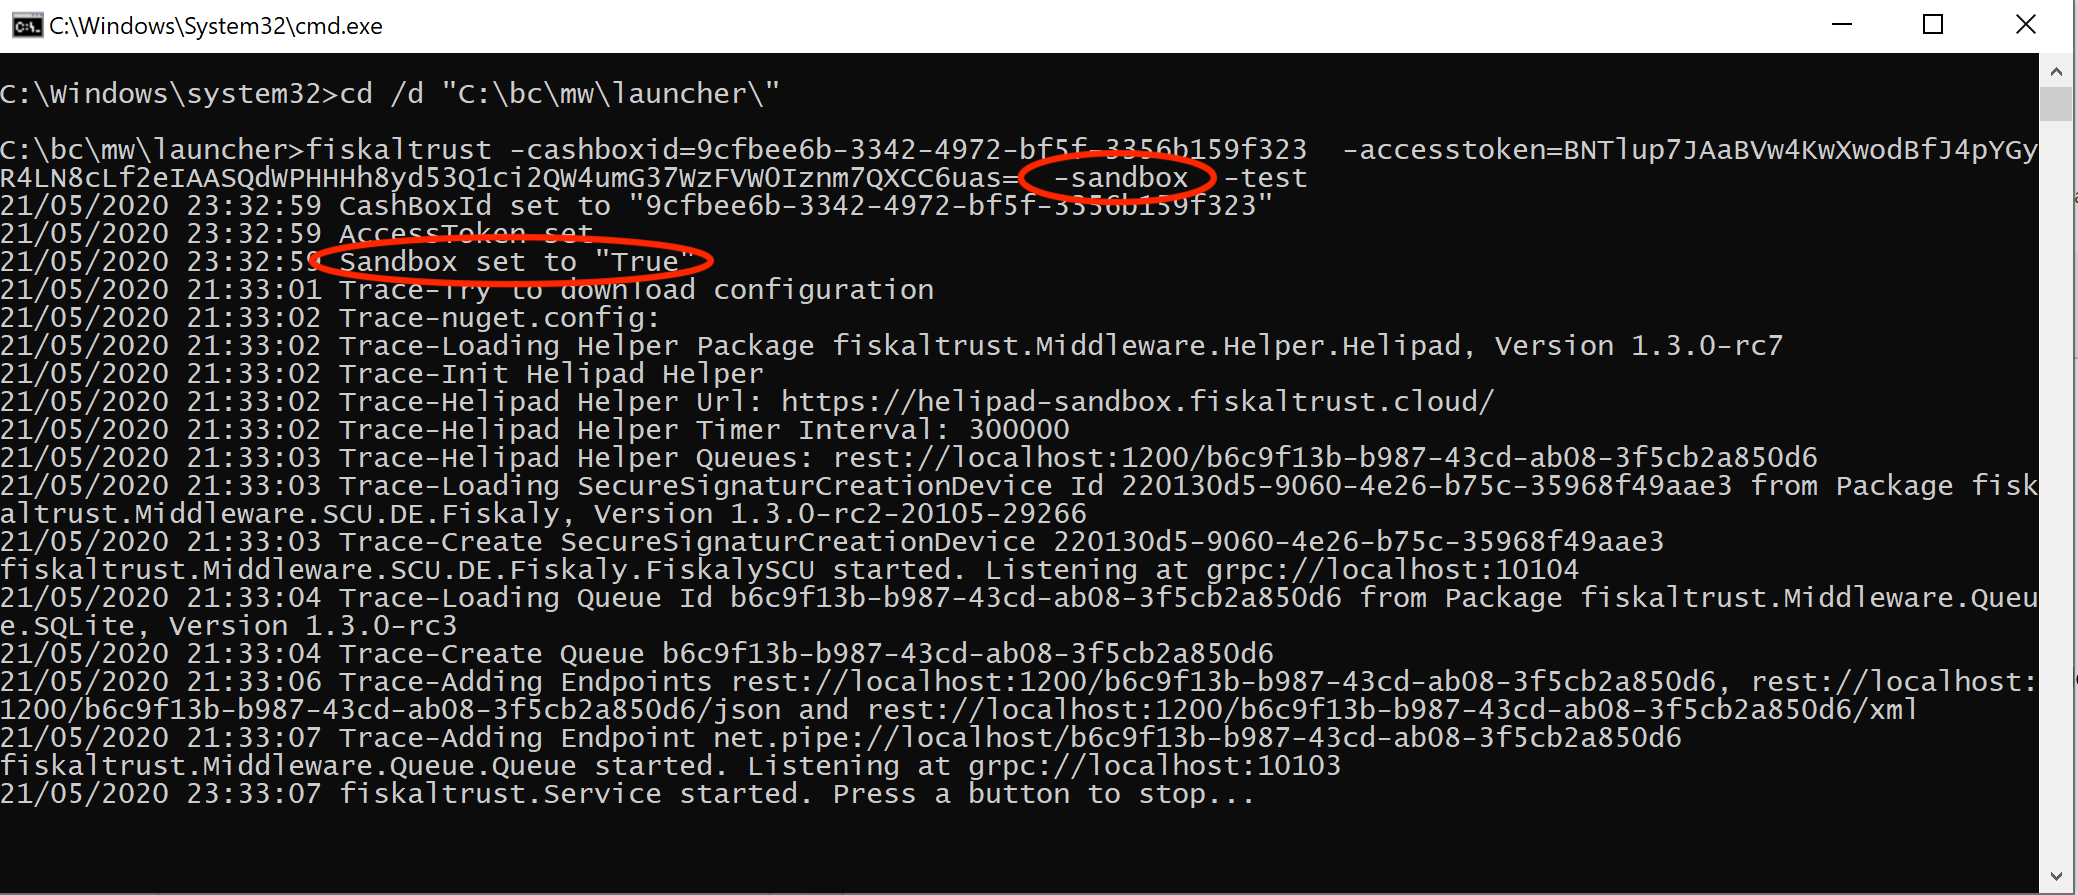 C:\Windows\System32\cmd.exe
C:\Windows\system32>cd /d "C:\bc\mw\launcher\"
C:\bc\mw\launcher>fiskaltrust -cashboxid=9cfbee6b-3342-4972-bf5f-3356b159f323  -accesstoken=BNTlup7JAaBVw4KwXwodBfJ4pYGy
R4LN8cLf2eIAASQdWPHHHh8yd53Q1ci2QW4umG37WzFVW0Iznm7QXCC6uas=  -sandbox  -test
21/05/2020 23:32:59 CashBoxId set to "9cfbee6b-3342-4972-bf5f-3356b159f323"
21/05/2020 23:32:59 AccessToken set
21/05/2020 23:32:59 Sandbox set to "True"
21/05/2020 21:33:01 Trace-Try to download configuration
21/05/2020 21:33:02 Trace-nuget.config:
21/05/2020 21:33:02 Trace-Loading Helper Package fiskaltrust.Middleware.Helper.Helipad, Version 1.3.0-rc7
21/05/2020 21:33:02 Trace-Init Helipad Helper
21/05/2020 21:33:02 Trace-Helipad Helper Url: https://helipad-sandbox.fiskaltrust.cloud/
21/05/2020 21:33:02 Trace-Helipad Helper Timer Interval: 300000
21/05/2020 21:33:03 Trace-Helipad Helper Queues: rest://localhost:1200/b6c9f13b-b987-43cd-ab08-3f5cb2a850d6
21/05/2020 21:33:03 Trace-Loading SecureSignaturCreationDevice Id 220130d5-9060-4e26-b75c-35968f49aae3 from Package fisk
altrust.Middleware.SCU.DE.Fiskaly, Version 1.3.0-rc2-20105-29266
21/05/2020 21:33:03 Trace-Create SecureSignaturCreationDevice 220130d5-9060-4e26-b75c-35968f49aae3
fiskaltrust.Middleware.SCU.DE.Fiskaly.FiskalySCU started. Listening at grpc://localhost:10104
21/05/2020 21:33:04 Trace-Loading Queue Id b6c9f13b-b987-43cd-ab08-3f5cb2a850d6 from Package fiskaltrust.Middleware.Queu
e.SQLite, Version 1.3.0-rc3
21/05/2020 21:33:04 Trace-Create Queue b6c9f13b-b987-43cd-ab08-3f5cb2a850d6
21/05/2020 21:33:06 Trace-Adding Endpoints rest://localhost:1200/b6c9f13b-b987-43cd-ab08-3f5cb2a850d6, rest://localhost:
1200/b6c9f13b-b987-43cd-ab08-3f5cb2a850d6/json and rest://localhost:1200/b6c9f13b-b987-43cd-ab08-3f5cb2a850d6/xml
21/05/2020 21:33:07 Trace-Adding Endpoint net.pipe://localhost/b6c9f13b-b987-43cd-ab08-3f5cb2a850d6
fiskaltrust.Middleware.Queue.Queue started. Listening at grpc://localhost:10103
21/05/2020 23:33:07 fiskaltrust.Service started. Press a button to stop...